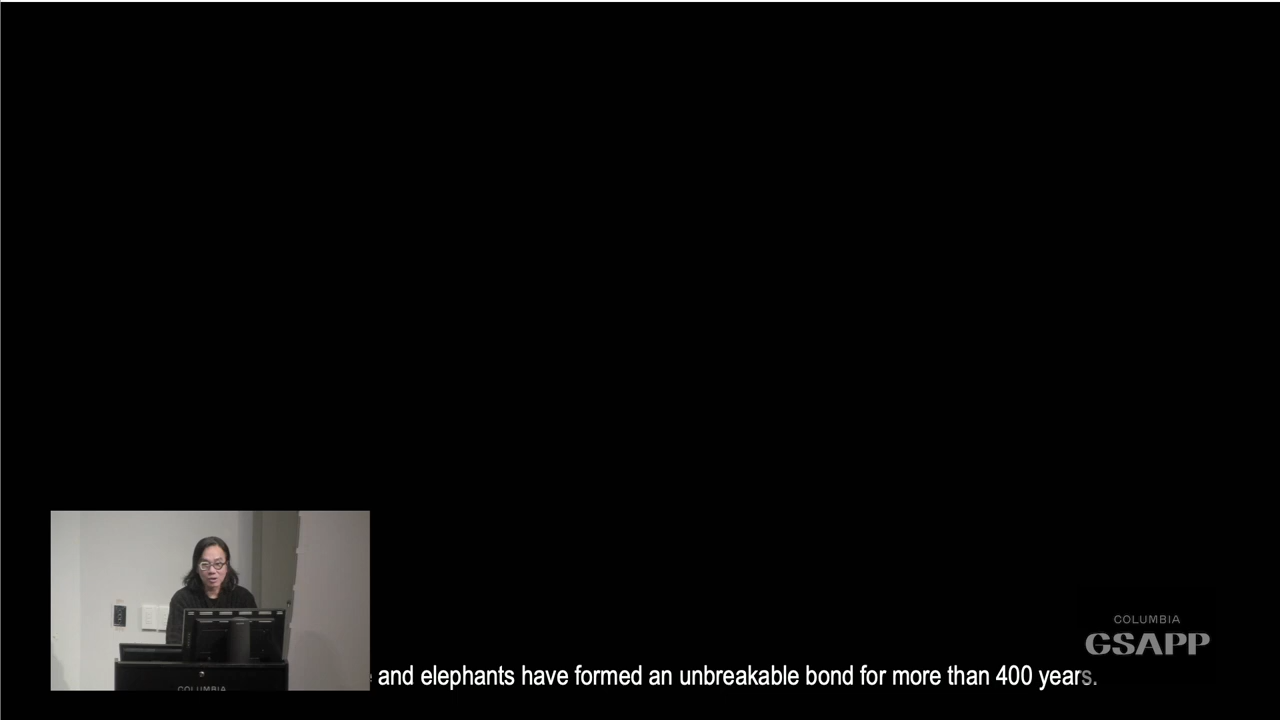 COLUMBIA
GSAPP
and elephants have formed an unbreakable bond for more than 400 years.
COLUMBIA